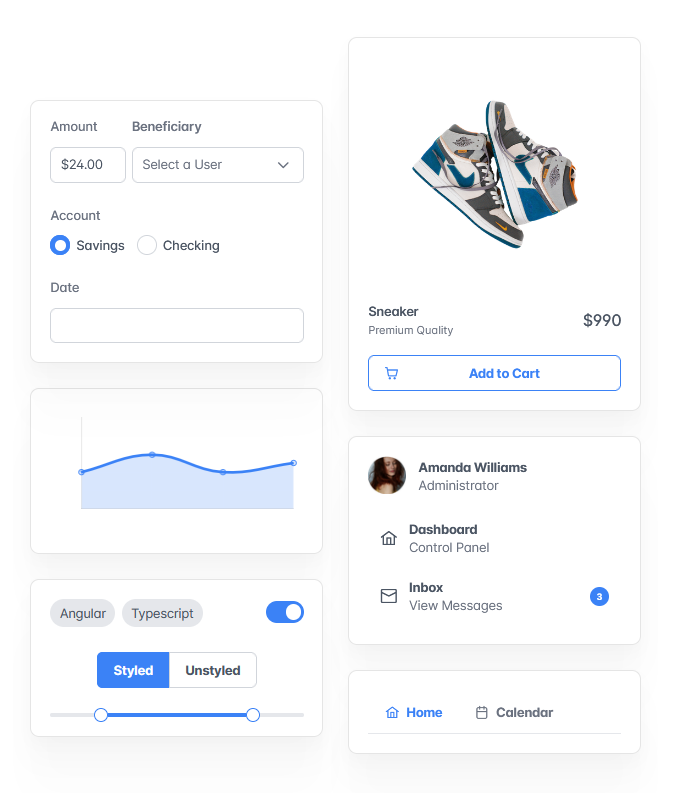 Amount
Beneficiary
$24.00
Select a User
Account
Savings
Checking
Date
Angular
Typescript
Styled
Unstyled
Sneaker
Premium Quality
$990
Add to Cart
Amanda Williams
Administrator
Dashboard
Control Panel
Inbox
View Messages
3
Home
Calendar